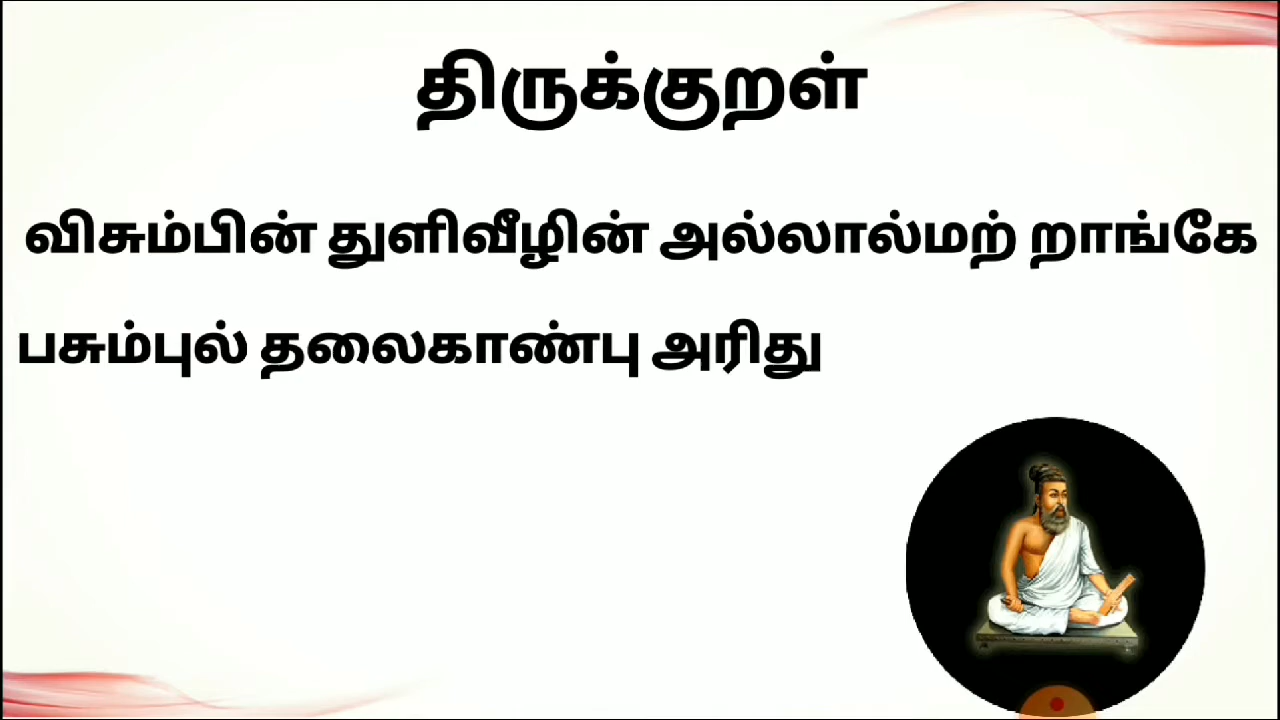 திருக்குறள்
விசும்பின் துளிவீழின் அல்லால்மற் றாங்கே
பசும்புல் தலைகாண்பு அரிது